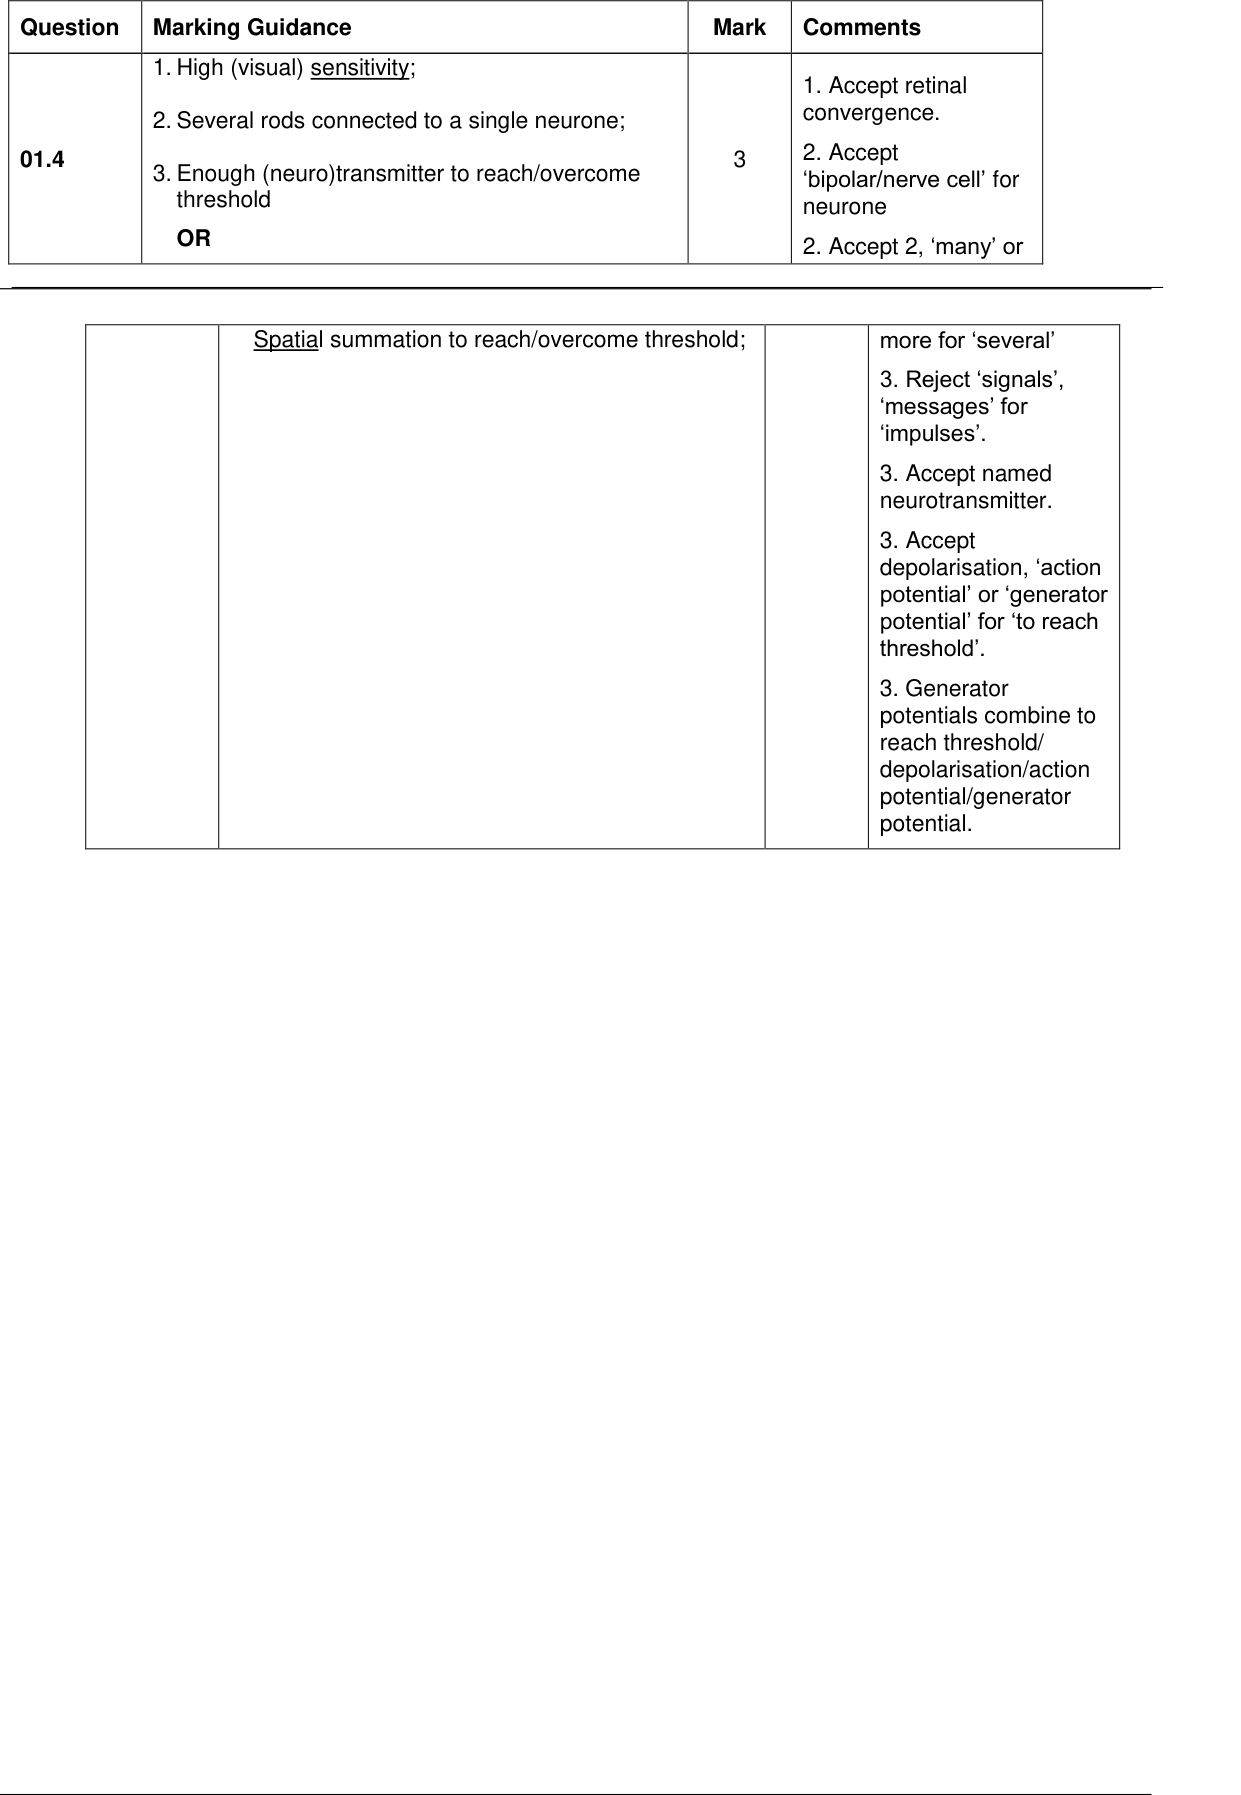 Question Marking Guidance Mark Comments
01.4
1. High (visual) sensitivity;
2. Several rods connected to a single neurone;
3. Enough (neuro)transmitter to reach/overcome
threshold
OR
3
1. Accept retinal
convergence.
2. Accept
‘bipolar/nerve cell’ for
neurone
2. Accept 2, ‘many’ or
Spatial summation to reach/overcome threshold;
more for ‘several’
3. Reject ‘signals’,
‘messages’ for
‘impulses’.
3. Accept named
neurotransmitter.
3. Accept
depolarisation, ‘action
potential’ or ‘generator
potential’ for ‘to reach
threshold’.
3. Generator
potentials combine to
reach threshold/
depolarisation/action
potential/generator
potential.